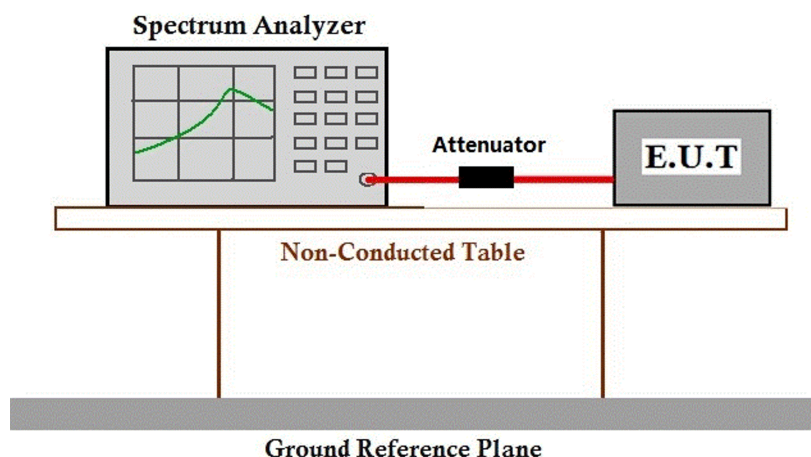 Spectrum Analyzer
Attenuator
E.U.T
Non-Conducted Table
Ground Reference Plane